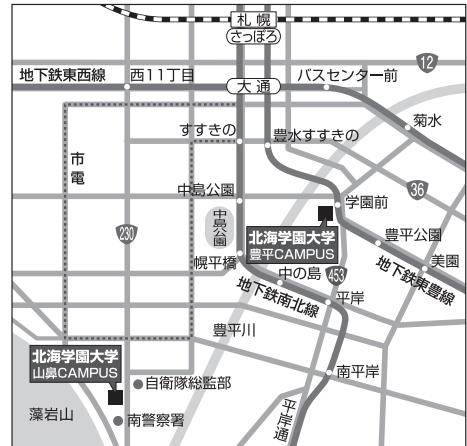 札幌
さっぽろ
12
地下鉄東西線
西11丁目
大通
バスセンター前
菊水
すすきの
豊水すすきの
市電
36
中島公園
学園前
中島公園
230
北海学園大学
豊平CAMPUS
豊平公園
幌平橋
美園
中の島
453
地下鉄東豊線
地下鉄南北線
平岸
豊平川
北海学園大学
山鼻CAMPUS
自衛隊総監部
南平岸
藻岩山
南警察署
平岸通